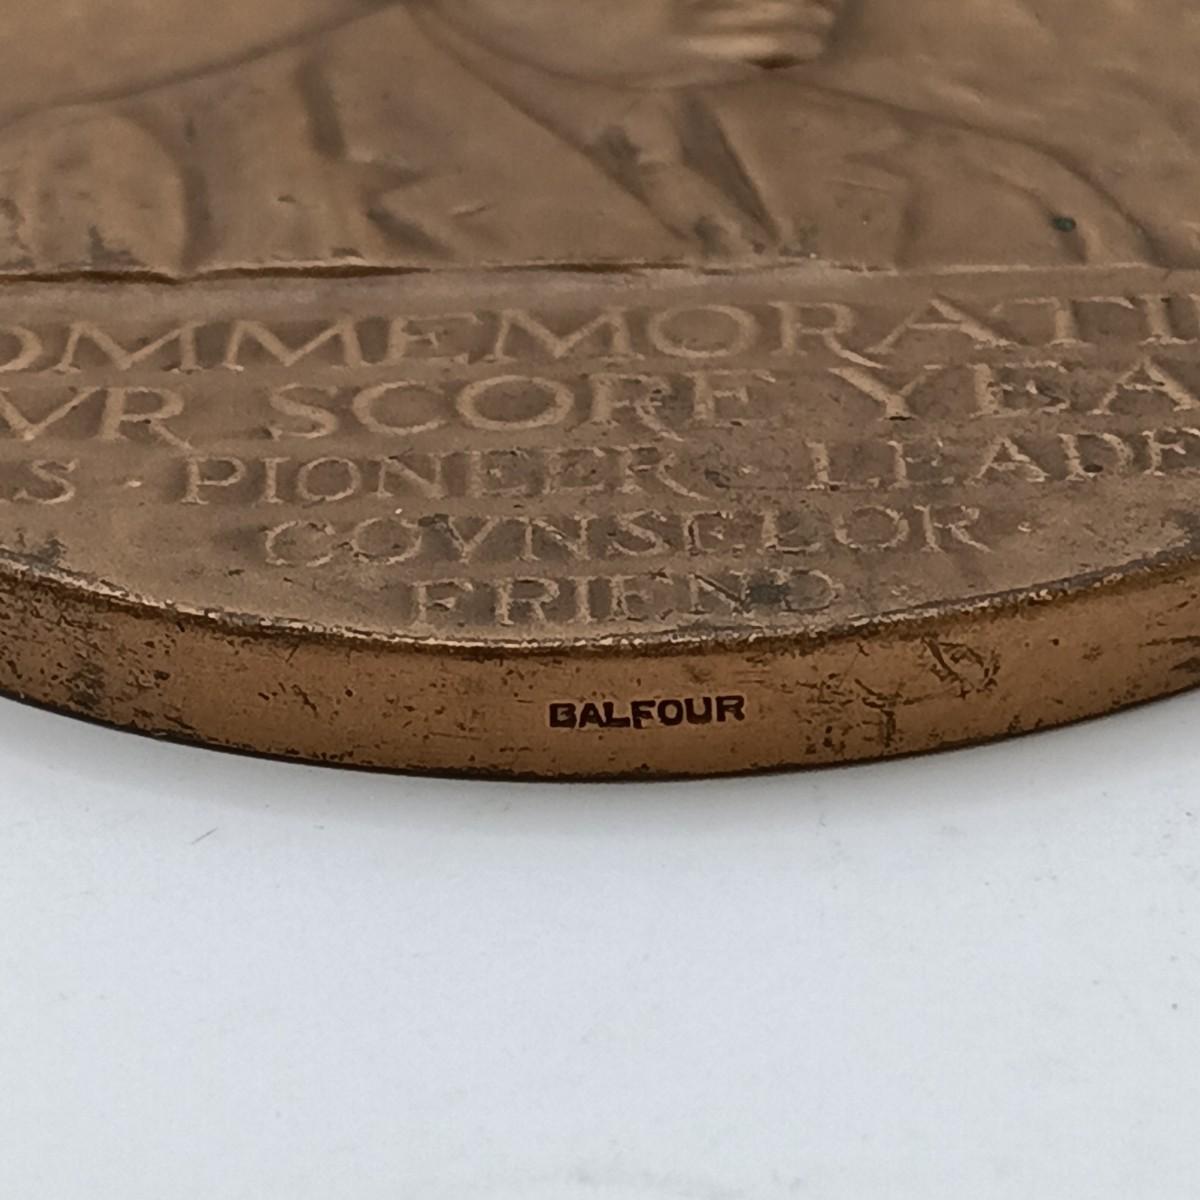 OMMEMORATI
VR SCORE YEA
S · PIONEER · LEADE
COVNSELOR ·
FRIEND
BALFOUR